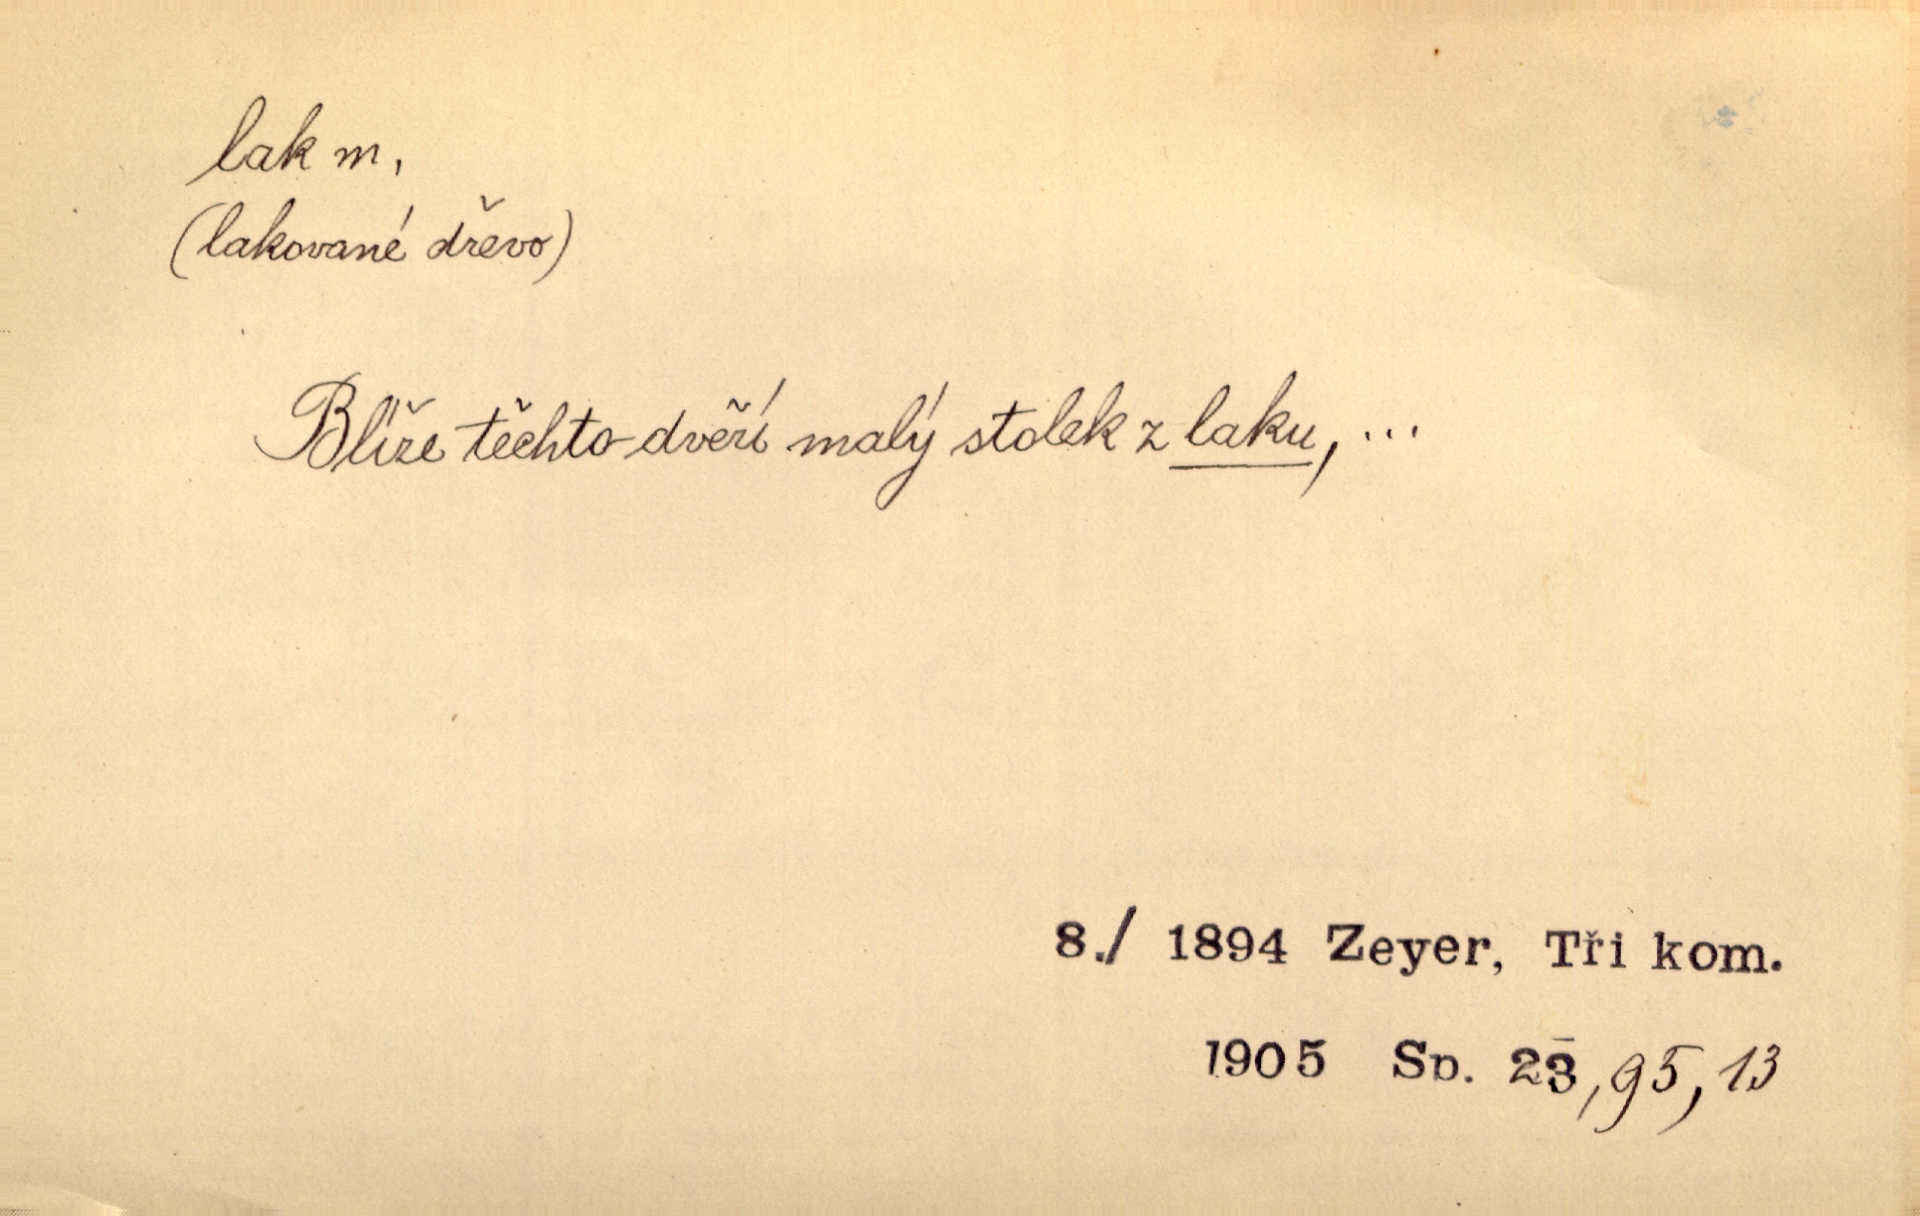 lak m,
(lakované dřevo)
Blíže těchto dveří malý stolek z laku, ...
8./ 1894 Zeyer, Tři kom.
1905 Sp. 23, 95, 13